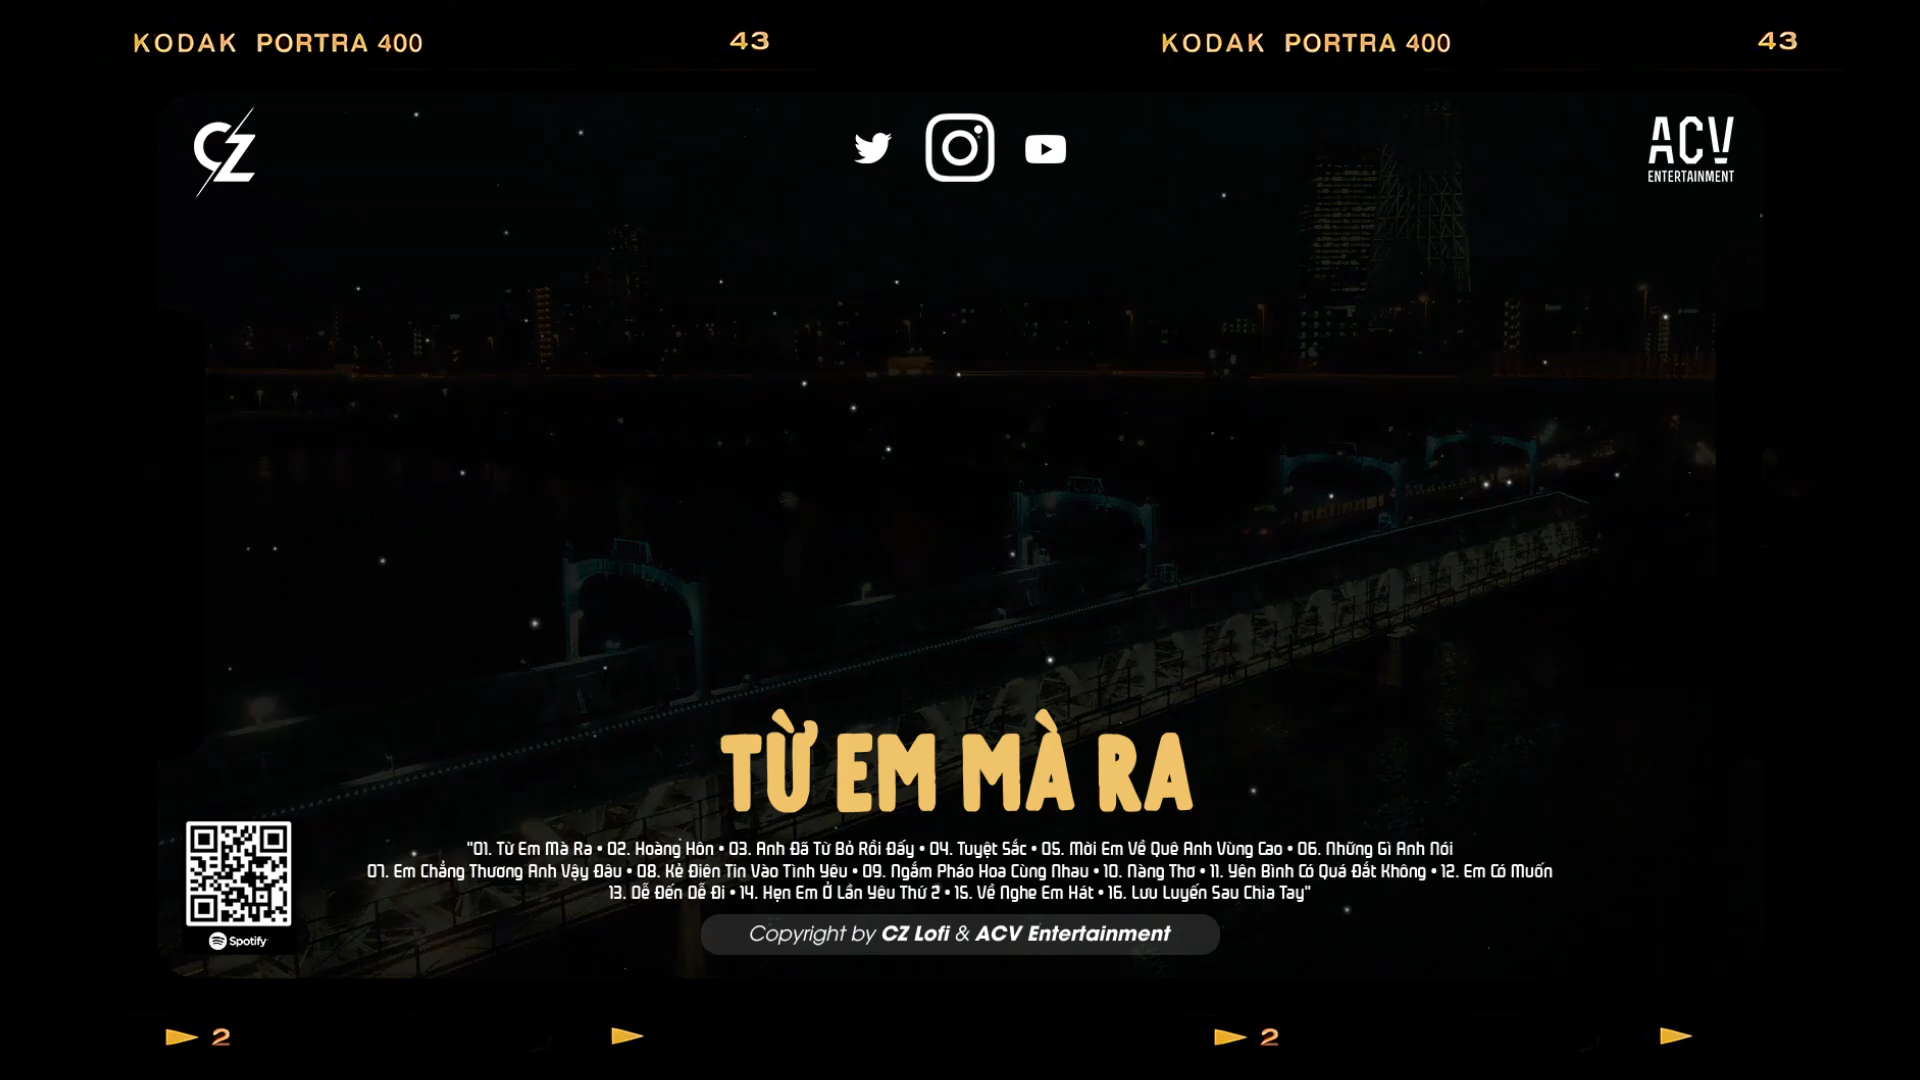 KODAK PORTRA 400 43 KODAK PORTRA 400 43
CZ
ACV
ENTERTAINMENT
TỪ EM MÀ RA
"01. Từ Em Mà Ra • 02. Hoàng Hôn • 03. Anh Đã Từ Bỏ Rồi Đấy • 04. Tuyệt Sắc • 05. Mời Em Về Quê Anh Vùng Cao • 06. Những Gì Anh Nói
07. Em Chẳng Thương Anh Vậy Đâu • 08. Kẻ Điên Tin Vào Tình Yêu • 09. Ngắm Pháo Hoa Cùng Nhau • 10. Nàng Thơ • 11. Yên Bình Có Quá Đắt Không • 12. Em Có Muốn
13. Dễ Đến Dễ Đi • 14. Hẹn Em Ở Lần Yêu Thứ 2 • 15. Về Nghe Em Hát • 16. Lưu Luyến Sau Chia Tay"
Spotify
Copyright by CZ Lofi & ACV Entertainment
2 2